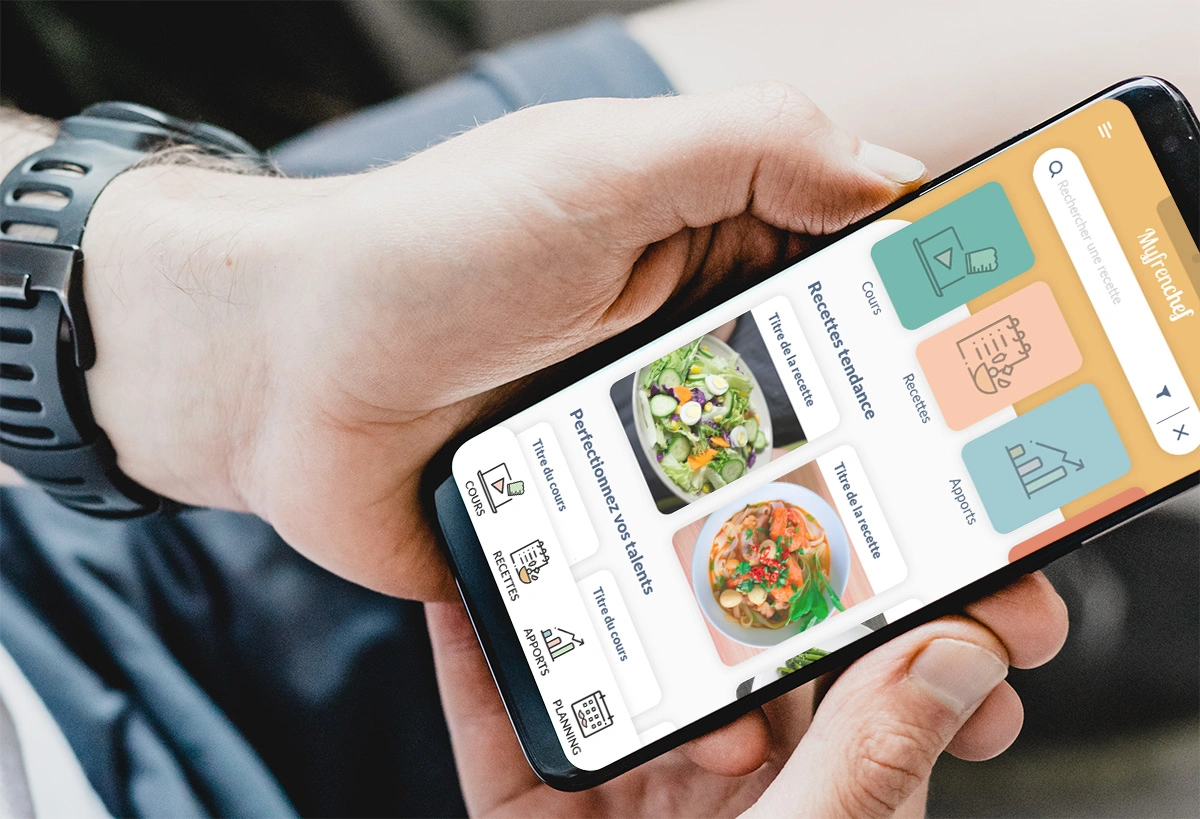 Myfrenchef
Rechercher une recette
Cours
Recettes
Apports
Recettes tendance
Titre de la recette
Titre de la recette
Perfectionnez vos talents
Titre du cours
Titre du cours
COURS
RECETTES
APPORTS
PLANNING